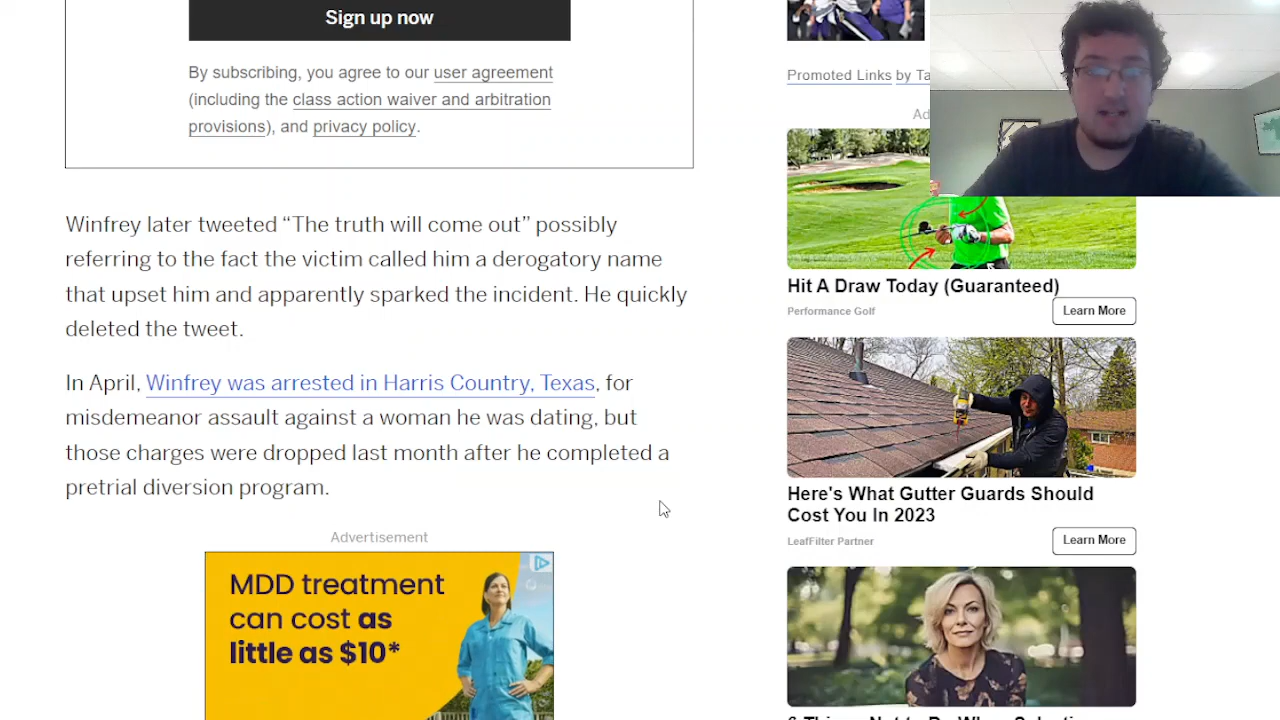 Sign up now
By subscribing, you agree to our user agreement
(including the class action waiver and arbitration
provisions), and privacy policy.
Winfrey later tweeted “The truth will come out” possibly
referring to the fact the victim called him a derogatory name
that upset him and apparently sparked the incident. He quickly
deleted the tweet.
In April, Winfrey was arrested in Harris Country, Texas, for
misdemeanor assault against a woman he was dating, but
those charges were dropped last month after he completed a
pretrial diversion program.
Advertisement
MDD treatment
can cost as
little as $10*
Promoted Links by Ta
Ad
Hit A Draw Today (Guaranteed)
Performance Golf
Learn More
Here's What Gutter Guards Should
Cost You In 2023
LeafFilter Partner
Learn More